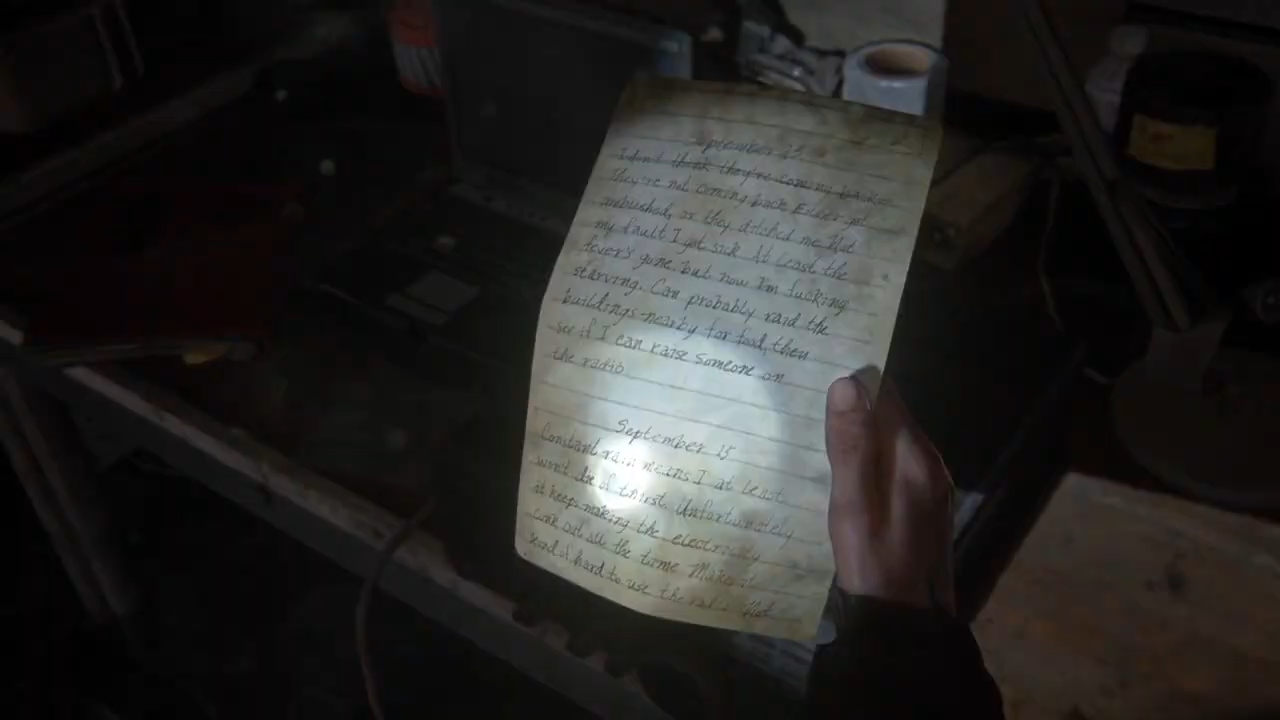 September 15
I don't think they're coming back
They're not coming back Either got
ambushed, or they ditched me Not
my fault I got sick. At least the
fever's gone, but now I'm fucking
starving. Can probably raid the
buildings nearby for food, then
see if I can raise someone on
the radio
September 15
Constant rain means I at least
won't die of thirst. Unfortunately
it keeps making the electricity
conk out all the time Makes it
kind of hard to use the radio Not